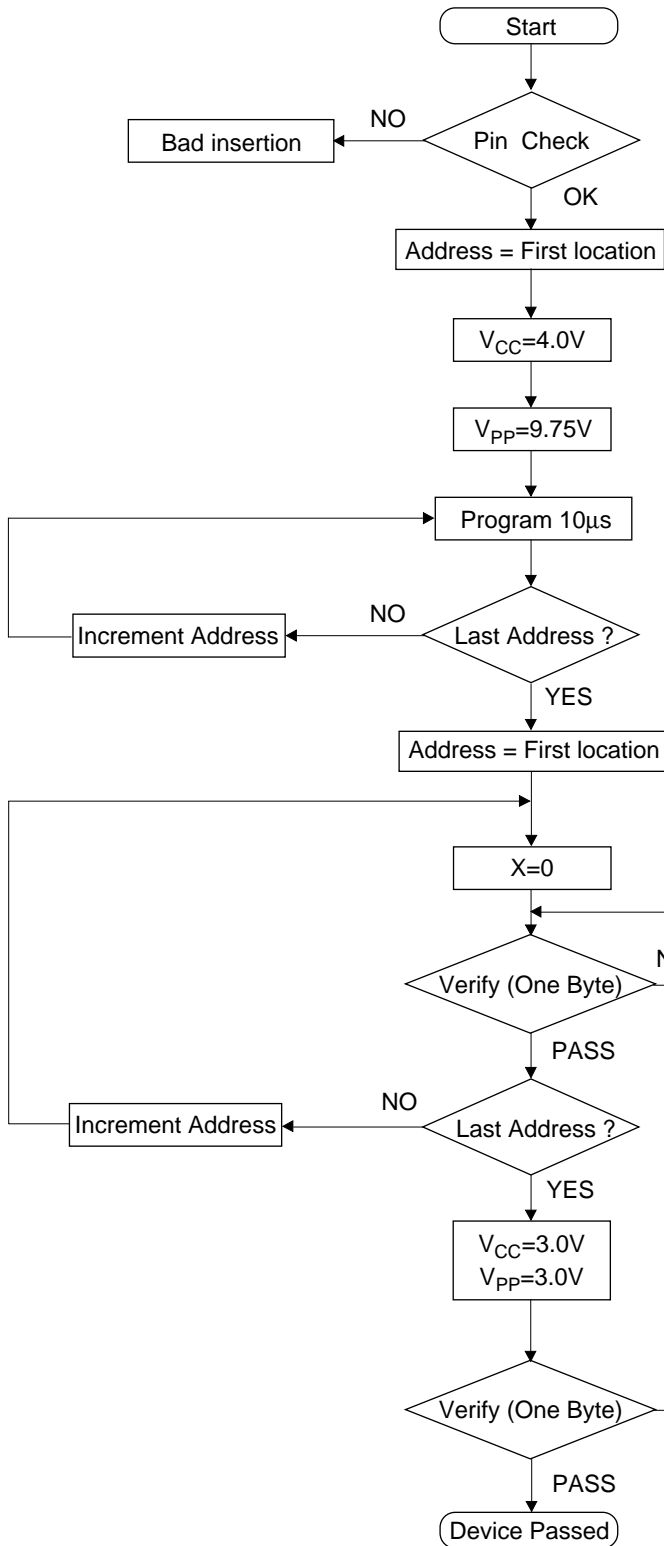 Start
NO
Pin Check
Bad insertion
OK
Address = First location
VCC=4.0V
VPP=9.75V
Program 10μs
NO
Last Address ?
Increment Address
YES
Address = First location
X=0
Verify (One Byte)
PASS
NO
Last Address ?
Increment Address
YES
VCC=3.0V
VPP=3.0V
Verify (One Byte)
PASS
Device Passed